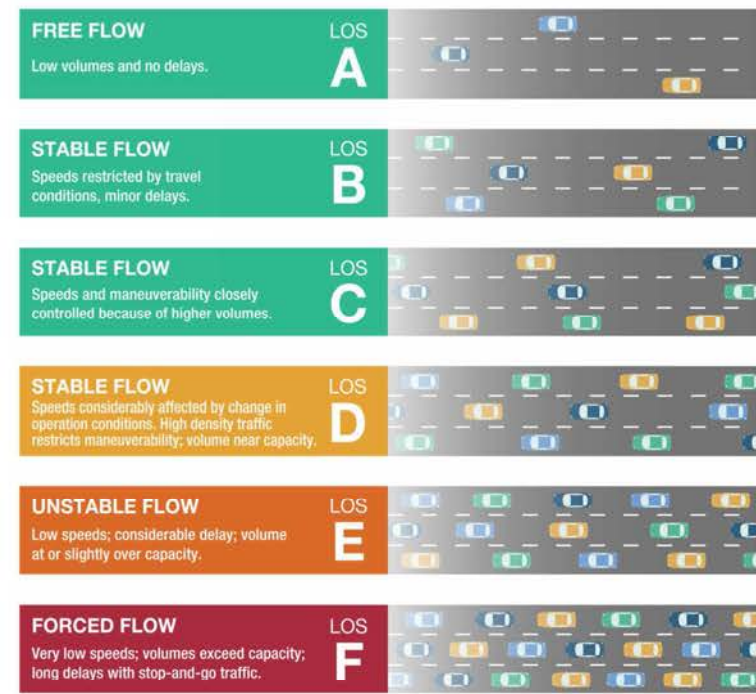 FREE FLOW
Low volumes and no delays.
LOS
A
STABLE FLOW
Speeds restricted by travel
conditions, minor delays.
LOS
B
STABLE FLOW
Speeds and maneuverability closely
controlled because of higher volumes.
LOS
C
STABLE FLOW
Speeds considerably affected by change in
operation conditions. High density traffic
restricts maneuverability; volume near capacity.
LOS
D
UNSTABLE FLOW
Low speeds; considerable delay; volume
at or slightly over capacity.
LOS
E
FORCED FLOW
Very low speeds; volumes exceed capacity;
long delays with stop-and-go traffic.
LOS
F